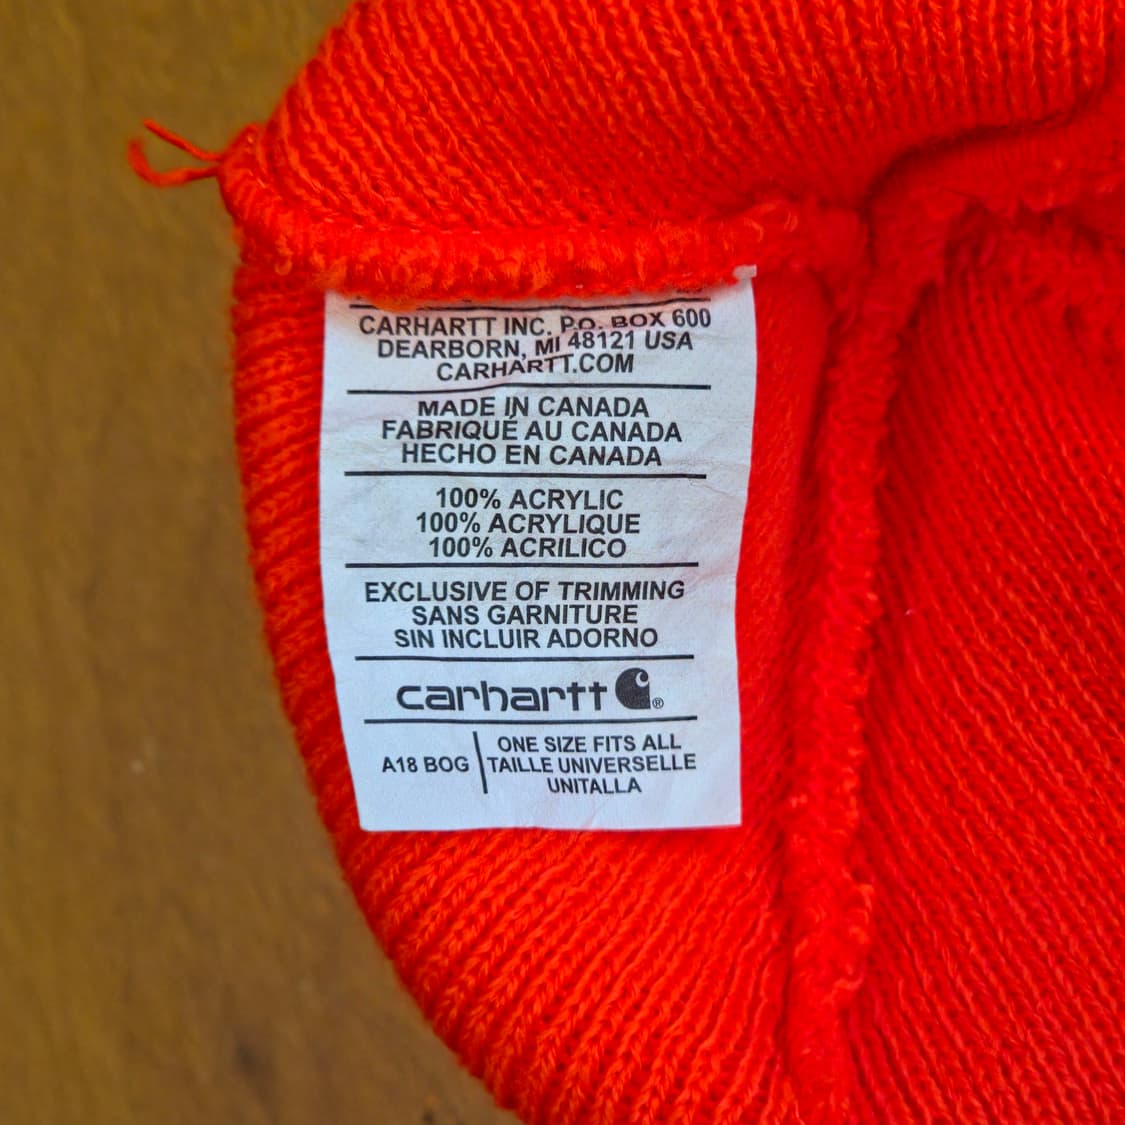 CARHARTT INC. P.O. BOX 600
DEARBORN, MI 48121 USA
CARHARTT.COM
MADE IN CANADA
FABRIQUÉ AU CANADA
HECHO EN CANADA
100% ACRYLIC
100% ACRYLIQUE
100% ACRILICO
EXCLUSIVE OF TRIMMING
SANS GARNITURE
SIN INCLUIR ADORNO
carhartt ®
A18 BOG
ONE SIZE FITS ALL
TAILLE UNIVERSELLE
UNITALLA